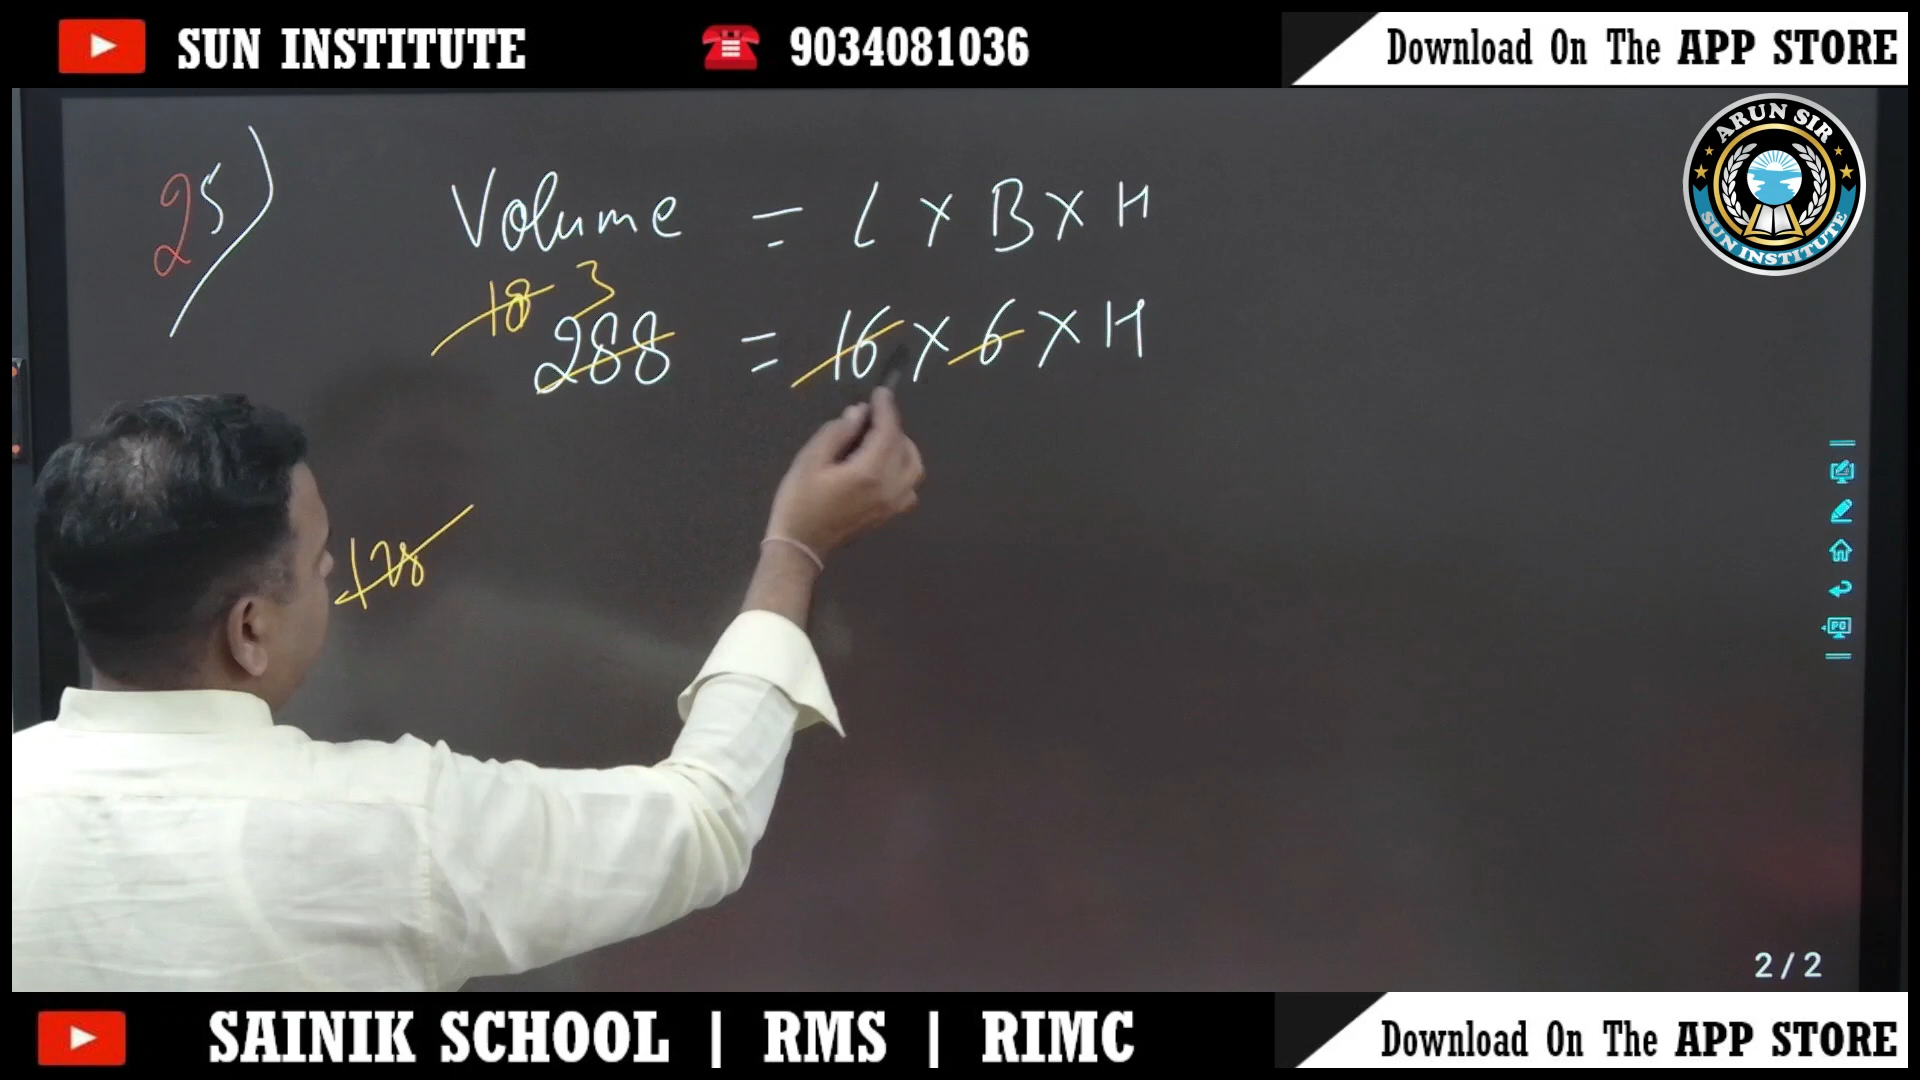 SUN INSTITUTE
9034081036
Download On The APP STORE
ARUN SIR
SUN INSTITUTE
25)
Volume = L X B X H
18 3
288 = 16 X 6 X H
128
PC
2/2
SAINIK SCHOOL | RMS | RIMC
Download On The APP STORE